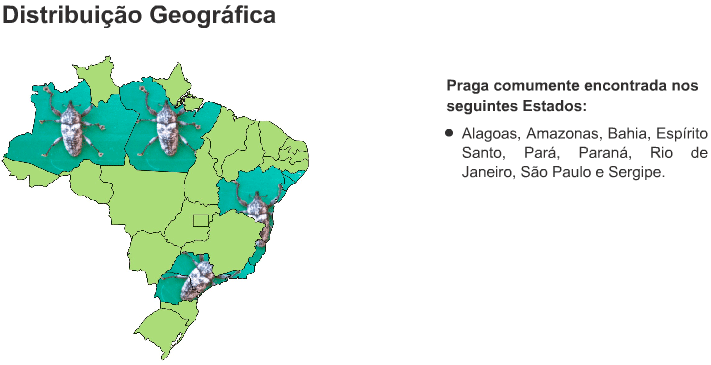 Distribuição Geográfica
Praga comumente encontrada nos
seguintes Estados:
● Alagoas, Amazonas, Bahia, Espírito
Santo, Pará, Paraná, Rio de
Janeiro, São Paulo e Sergipe.